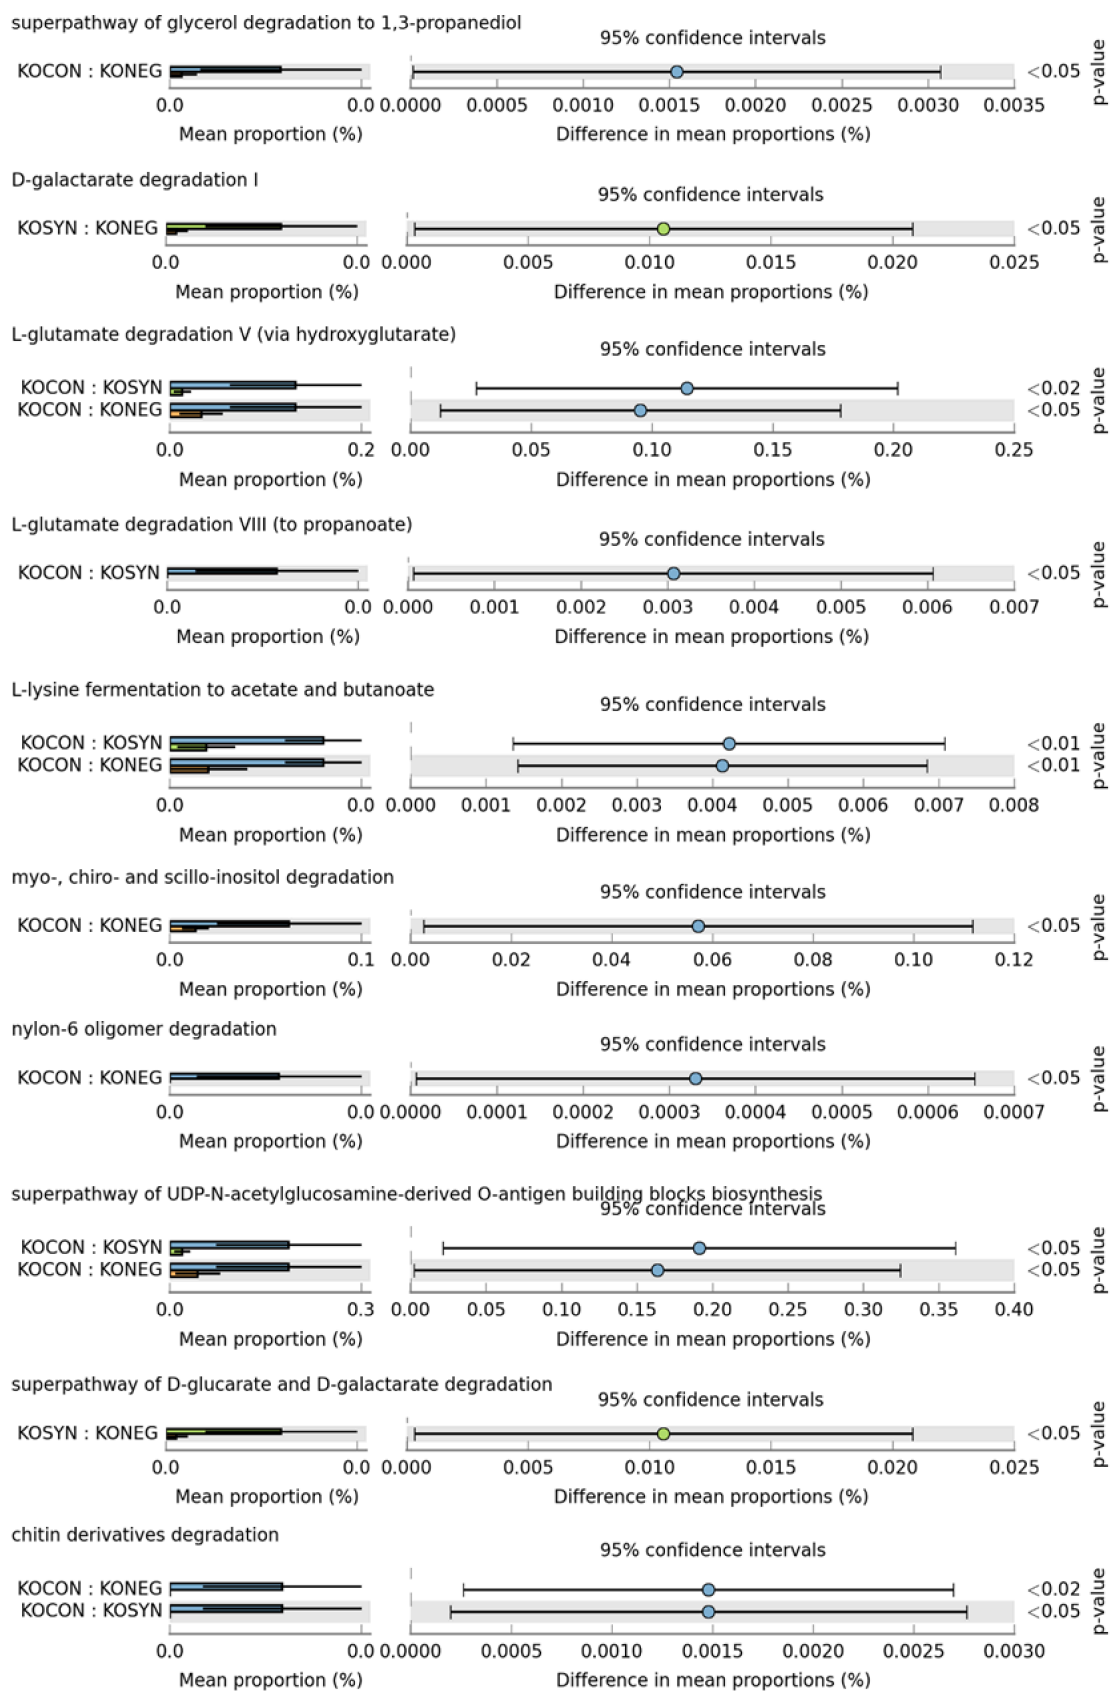 superpathway of glycerol degradation to 1,3-propanediol
95% confidence intervals
KOCON : KONEG <0.05
0.0 0.0 0.0000 0.0005 0.0010 0.0015 0.0020 0.0025 0.0030 0.0035
Mean proportion (%) Difference in mean proportions (%)
p-value
D-galactarate degradation I
95% confidence intervals
KOSYN : KONEG <0.05
0.0 0.0 0.000 0.005 0.010 0.015 0.020 0.025
Mean proportion (%) Difference in mean proportions (%)
p-value
L-glutamate degradation V (via hydroxyglutarate)
95% confidence intervals
KOCON : KOSYN <0.02
KOCON : KONEG <0.05
0.0 0.2 0.00 0.05 0.10 0.15 0.20 0.25
Mean proportion (%) Difference in mean proportions (%)
p-value
L-glutamate degradation VIII (to propanoate)
95% confidence intervals
KOCON : KOSYN <0.05
0.0 0.0 0.000 0.001 0.002 0.003 0.004 0.005 0.006 0.007
Mean proportion (%) Difference in mean proportions (%)
p-value
L-lysine fermentation to acetate and butanoate
95% confidence intervals
KOCON : KOSYN <0.01
KOCON : KONEG <0.01
0.0 0.0 0.000 0.001 0.002 0.003 0.004 0.005 0.006 0.007 0.008
Mean proportion (%) Difference in mean proportions (%)
p-value
myo-, chiro- and scillo-inositol degradation
95% confidence intervals
KOCON : KONEG <0.05
0.0 0.1 0.00 0.02 0.04 0.06 0.08 0.10 0.12
Mean proportion (%) Difference in mean proportions (%)
p-value
nylon-6 oligomer degradation
95% confidence intervals
KOCON : KONEG <0.05
0.0 0.0 0.0000 0.0001 0.0002 0.0003 0.0004 0.0005 0.0006 0.0007
Mean proportion (%) Difference in mean proportions (%)
p-value
superpathway of UDP-N-acetylglucosamine-derived O-antigen building blocks biosynthesis
95% confidence intervals
KOCON : KOSYN <0.05
KOCON : KONEG <0.05
0.0 0.3 0.00 0.05 0.10 0.15 0.20 0.25 0.30 0.35 0.40
Mean proportion (%) Difference in mean proportions (%)
p-value
superpathway of D-glucarate and D-galactarate degradation
95% confidence intervals
KOSYN : KONEG <0.05
0.0 0.0 0.000 0.005 0.010 0.015 0.020 0.025
Mean proportion (%) Difference in mean proportions (%)
p-value
chitin derivatives degradation
95% confidence intervals
KOCON : KONEG <0.02
KOCON : KOSYN <0.05
0.0 0.0 0.0000 0.0005 0.0010 0.0015 0.0020 0.0025 0.0030
Mean proportion (%) Difference in mean proportions (%)
p-value